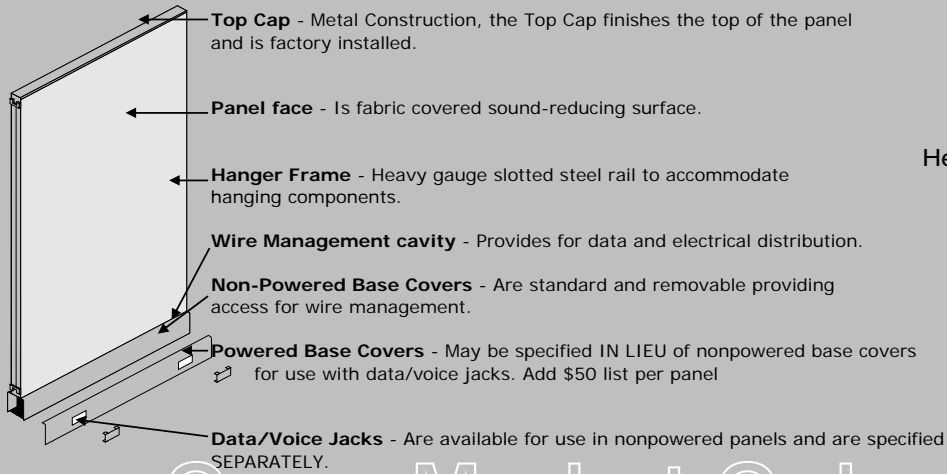 Top Cap - Metal Construction, the Top Cap finishes the top of the panel
and is factory installed.
Panel face - Is fabric covered sound-reducing surface.
He
Hanger Frame - Heavy gauge slotted steel rail to accommodate
hanging components.
Wire Management cavity - Provides for data and electrical distribution.
Non-Powered Base Covers - Are standard and removable providing
access for wire management.
Powered Base Covers - May be specified IN LIEU of nonpowered base covers
for use with data/voice jacks. Add $50 list per panel
Data/Voice Jacks - Are available for use in nonpowered panels and are specified
SEPARATELY.